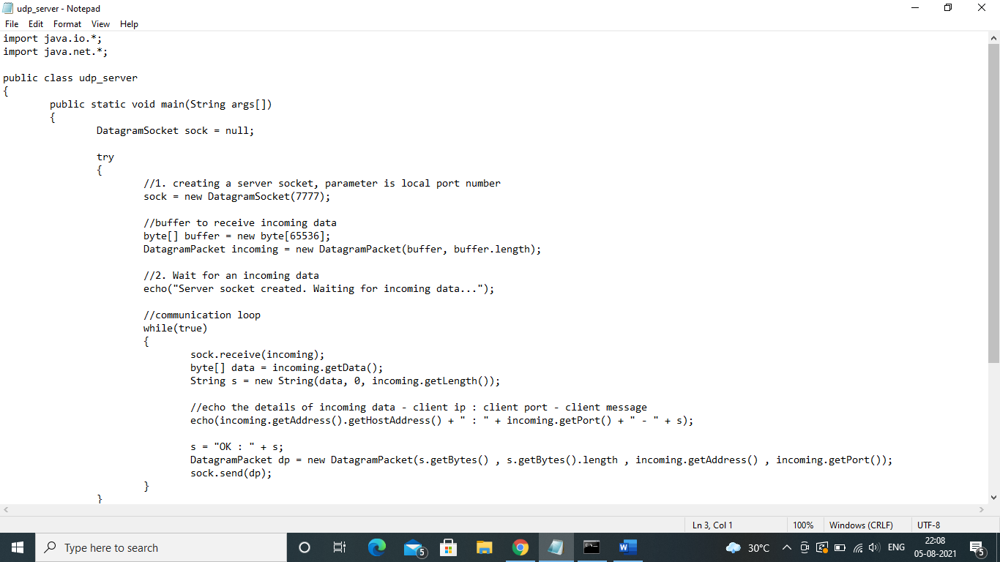 udp_server - Notepad
File Edit Format View Help
import java.io.*;
import java.net.*;

public class udp_server
{
        public static void main(String args[])
        {
                DatagramSocket sock = null;

                try
                {
                        //1. creating a server socket, parameter is local port number
                        sock = new DatagramSocket(7777);

                        //buffer to receive incoming data
                        byte[] buffer = new byte[65536];
                        DatagramPacket incoming = new DatagramPacket(buffer, buffer.length);

                        //2. Wait for an incoming data
                        echo("Server socket created. Waiting for incoming data...");

                        //communication loop
                        while(true)
                        {
                                sock.receive(incoming);
                                byte[] data = incoming.getData();
                                String s = new String(data, 0, incoming.getLength());

                                //echo the details of incoming data - client ip : client port - client message
                                echo(incoming.getAddress().getHostAddress() + " : " + incoming.getPort() + " - " + s);

                                s = "OK : " + s;
                                DatagramPacket dp = new DatagramPacket(s.getBytes() , s.getBytes().length , incoming.getAddress() , incoming.getPort());
                                sock.send(dp);
                        }
                }
Ln 3, Col 1 100% Windows (CRLF) UTF-8
Type here to search 5 W 30°C ENG 22:08 5
05-08-2021